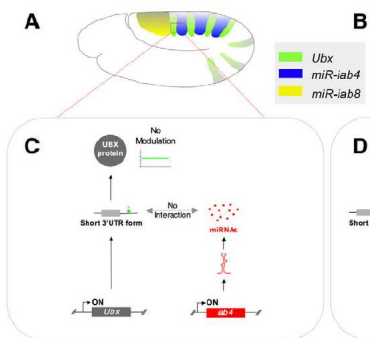 A
B
Ubx
miR-iab4
miR-iab8
C
D
UBX
protein
No
Modulation
Short 3'UTR form
No
Interaction
miRNAs
Short
ON
Ubx
ON
iab4